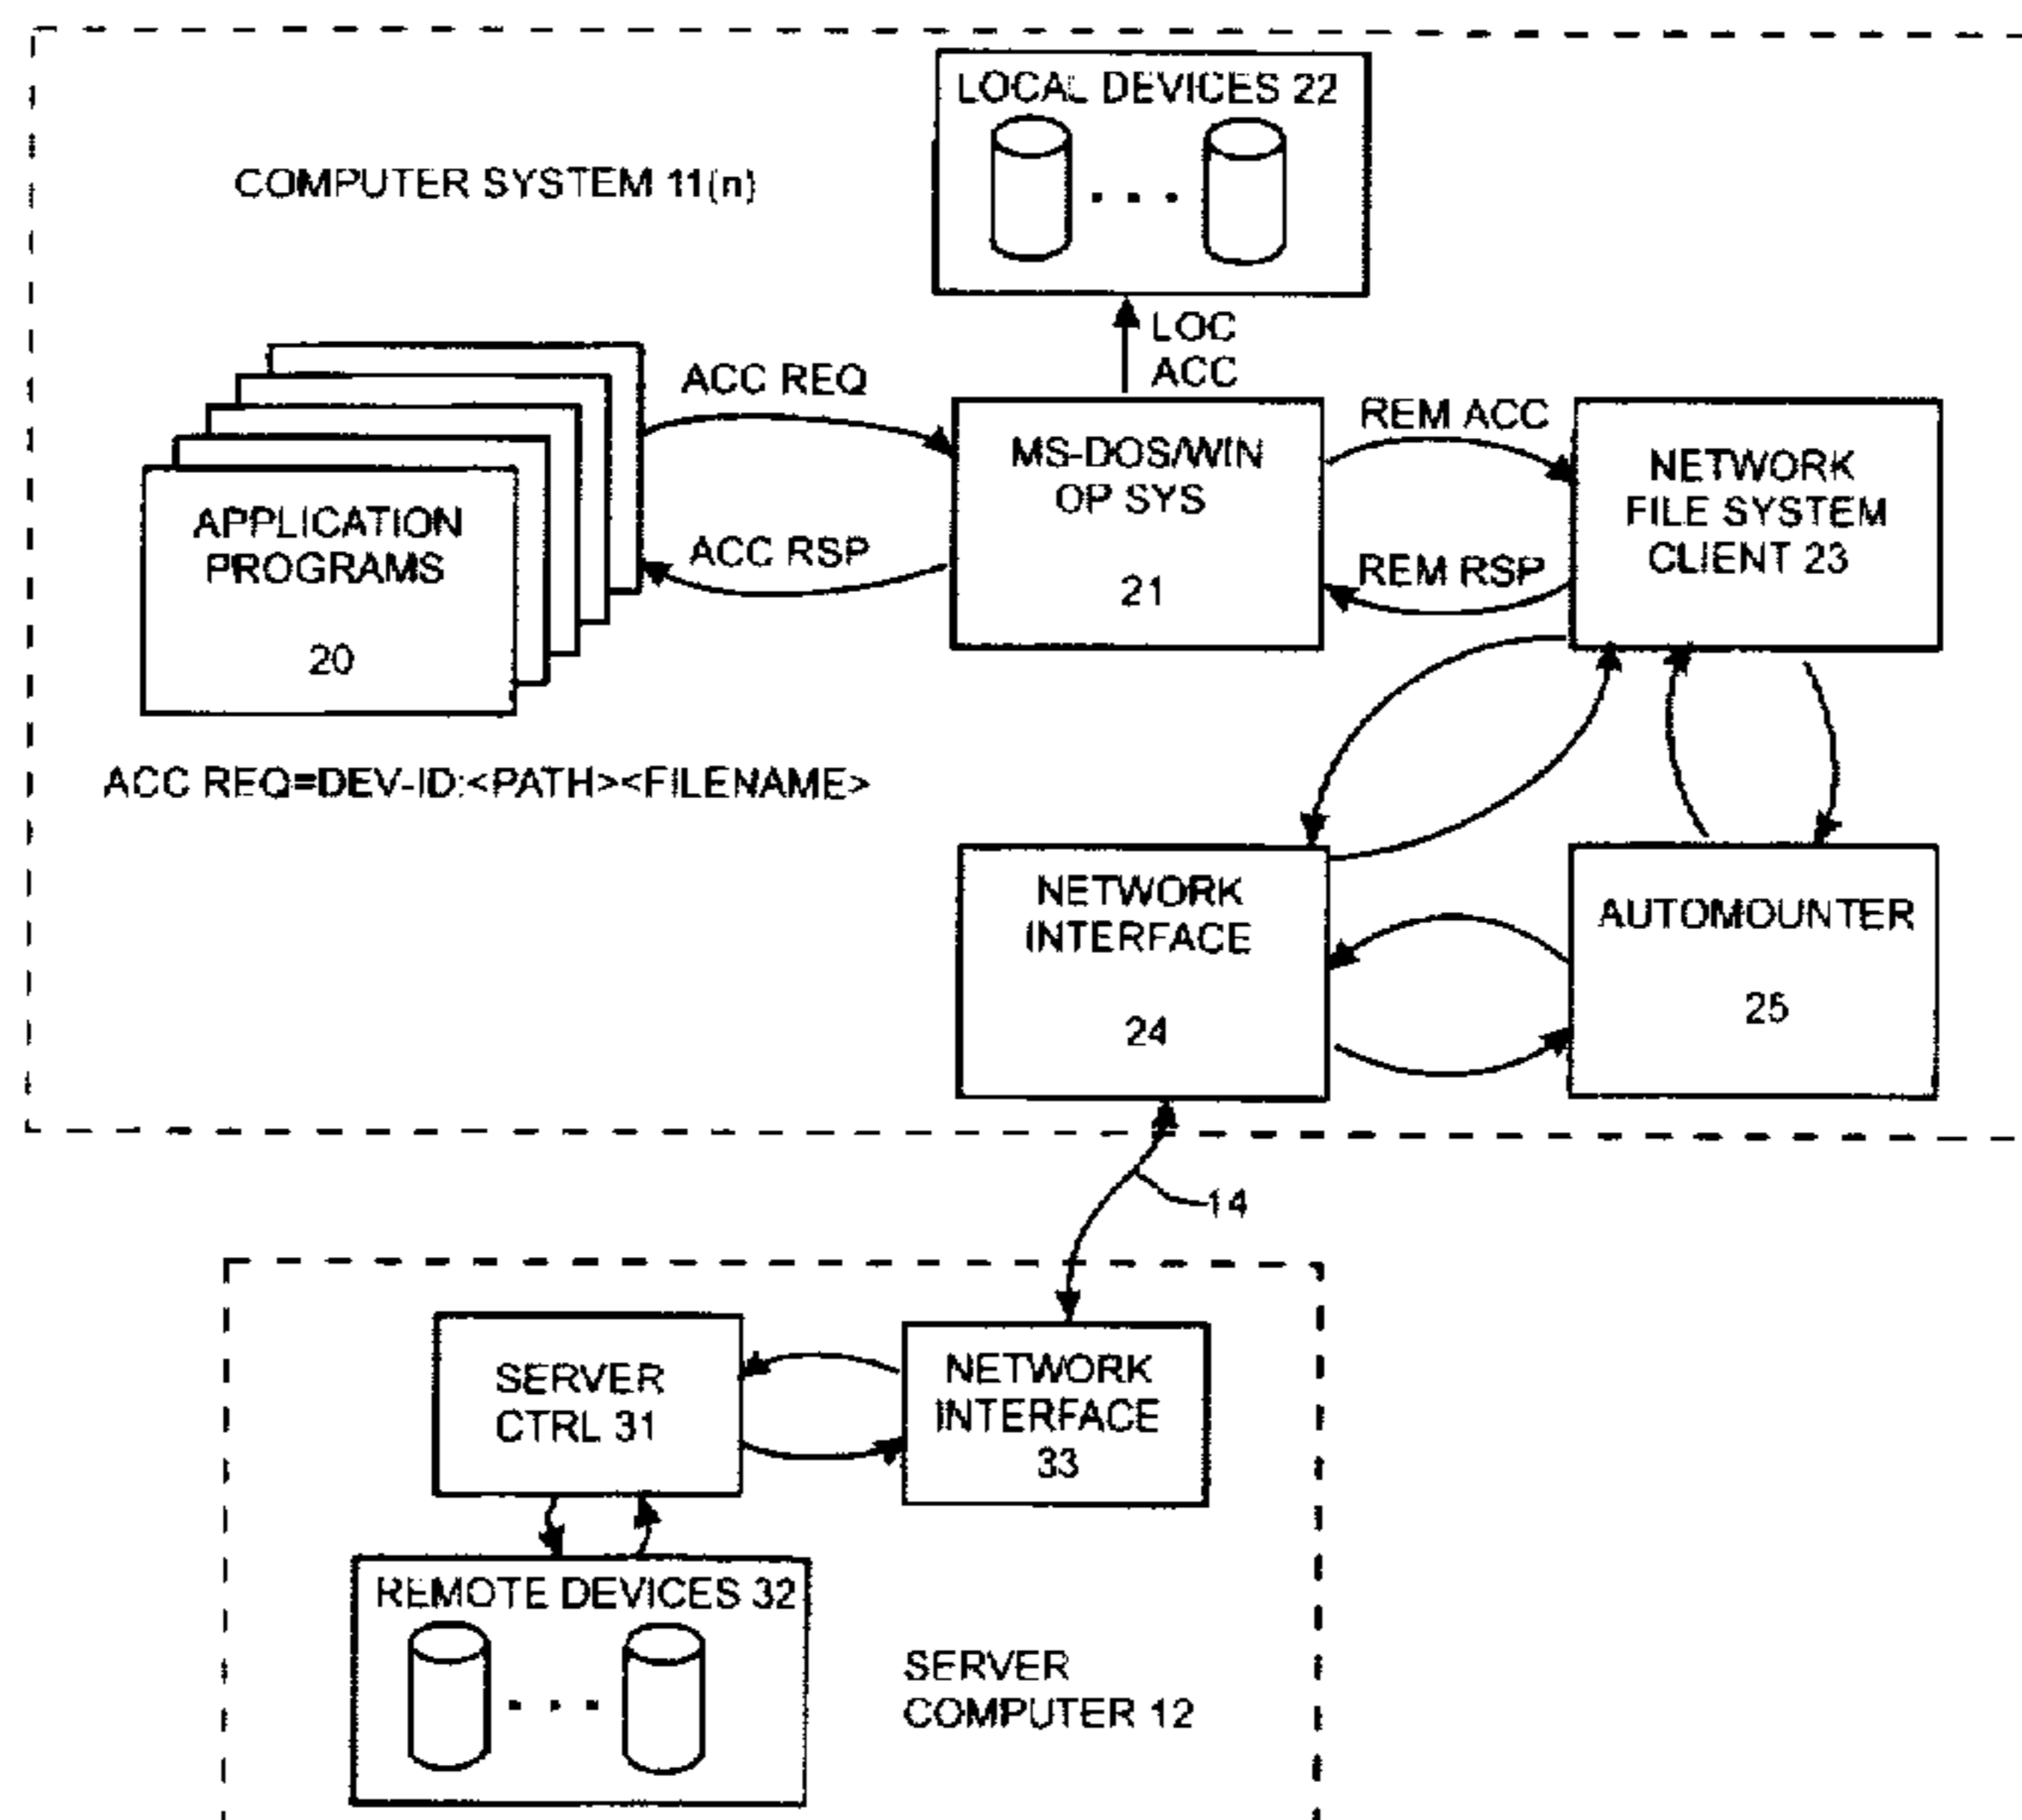 LOCAL DEVICES 22
COMPUTER SYSTEM 11(n)
LOC
ACC
ACC REQ
REM ACC
MS-DOS/WIN
OP SYS
21
NETWORK
FILE SYSTEM
CLIENT 23
APPLICATION
PROGRAMS
20
ACC RSP
REM RSP
ACC REQ=DEV-ID:<PATH><FILENAME>
NETWORK
INTERFACE
24
AUTOMOUNTER
25
14
SERVER
CTRL 31
NETWORK
INTERFACE
33
REMOTE DEVICES 32
SERVER
COMPUTER 12